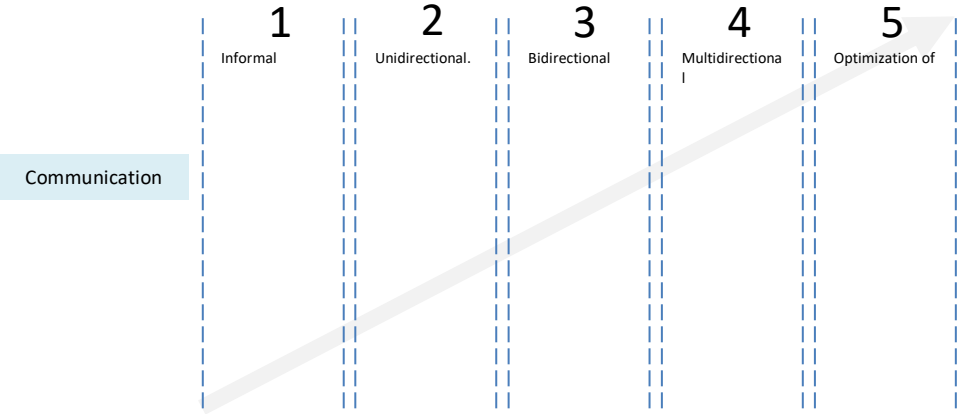 1 2 3 4 5
Informal Unidirectional. Bidirectional Multidirectiona Optimization of
l
Communication